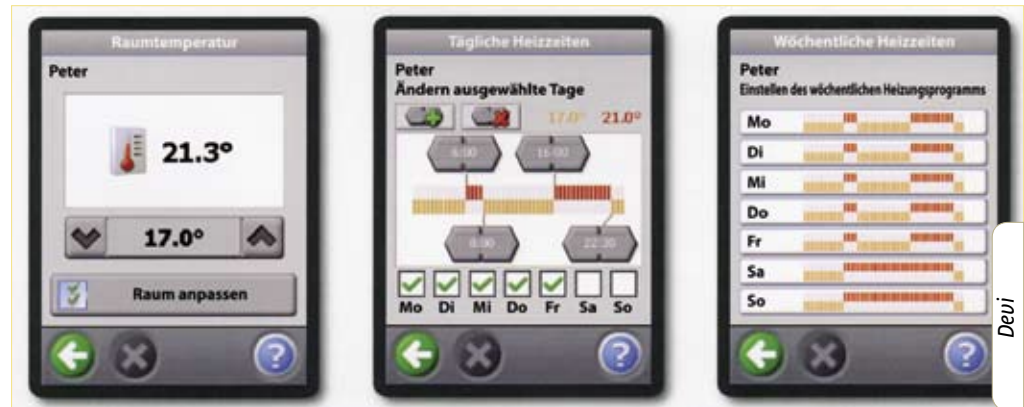 Raumtemperatur
Peter
21.3°
17.0°
Raum anpassen
Tägliche Heizzeiten
Peter
Ändern ausgewählte Tage
17.0° 21.0°
6:00 16:00
8:00 22:30
Mo Di Mi Do Fr Sa So
Wöchentliche Heizzeiten
Peter
Einstellen des wöchentlichen Heizungsprogramms
Mo
Di
Mi
Do
Fr
Sa
So
?
?
?
Devi